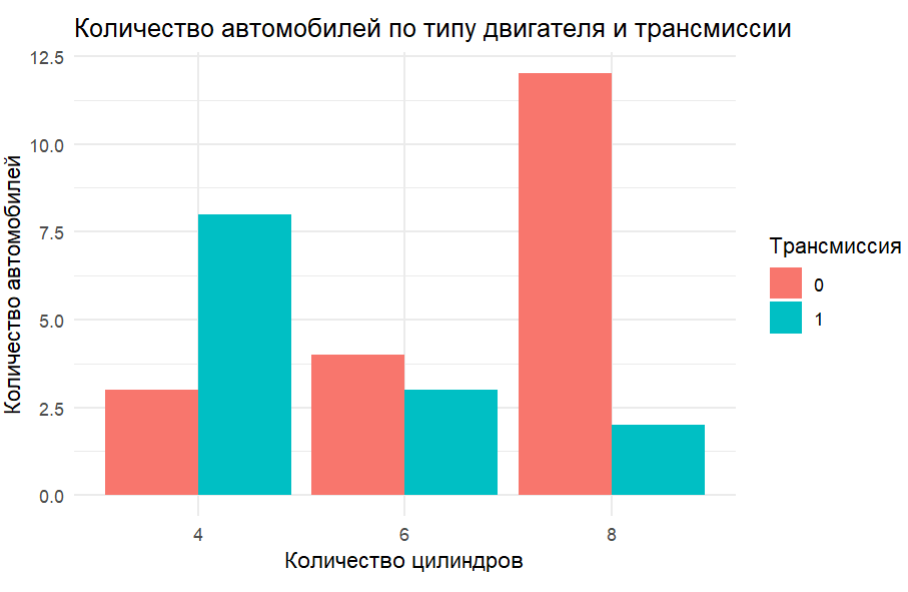 Количество автомобилей по типу двигателя и трансмиссии
12.5
10.0
7.5
5.0
2.5
0.0
Количество автомобилей
4 6 8
Количество цилиндров
Трансмиссия
0
1